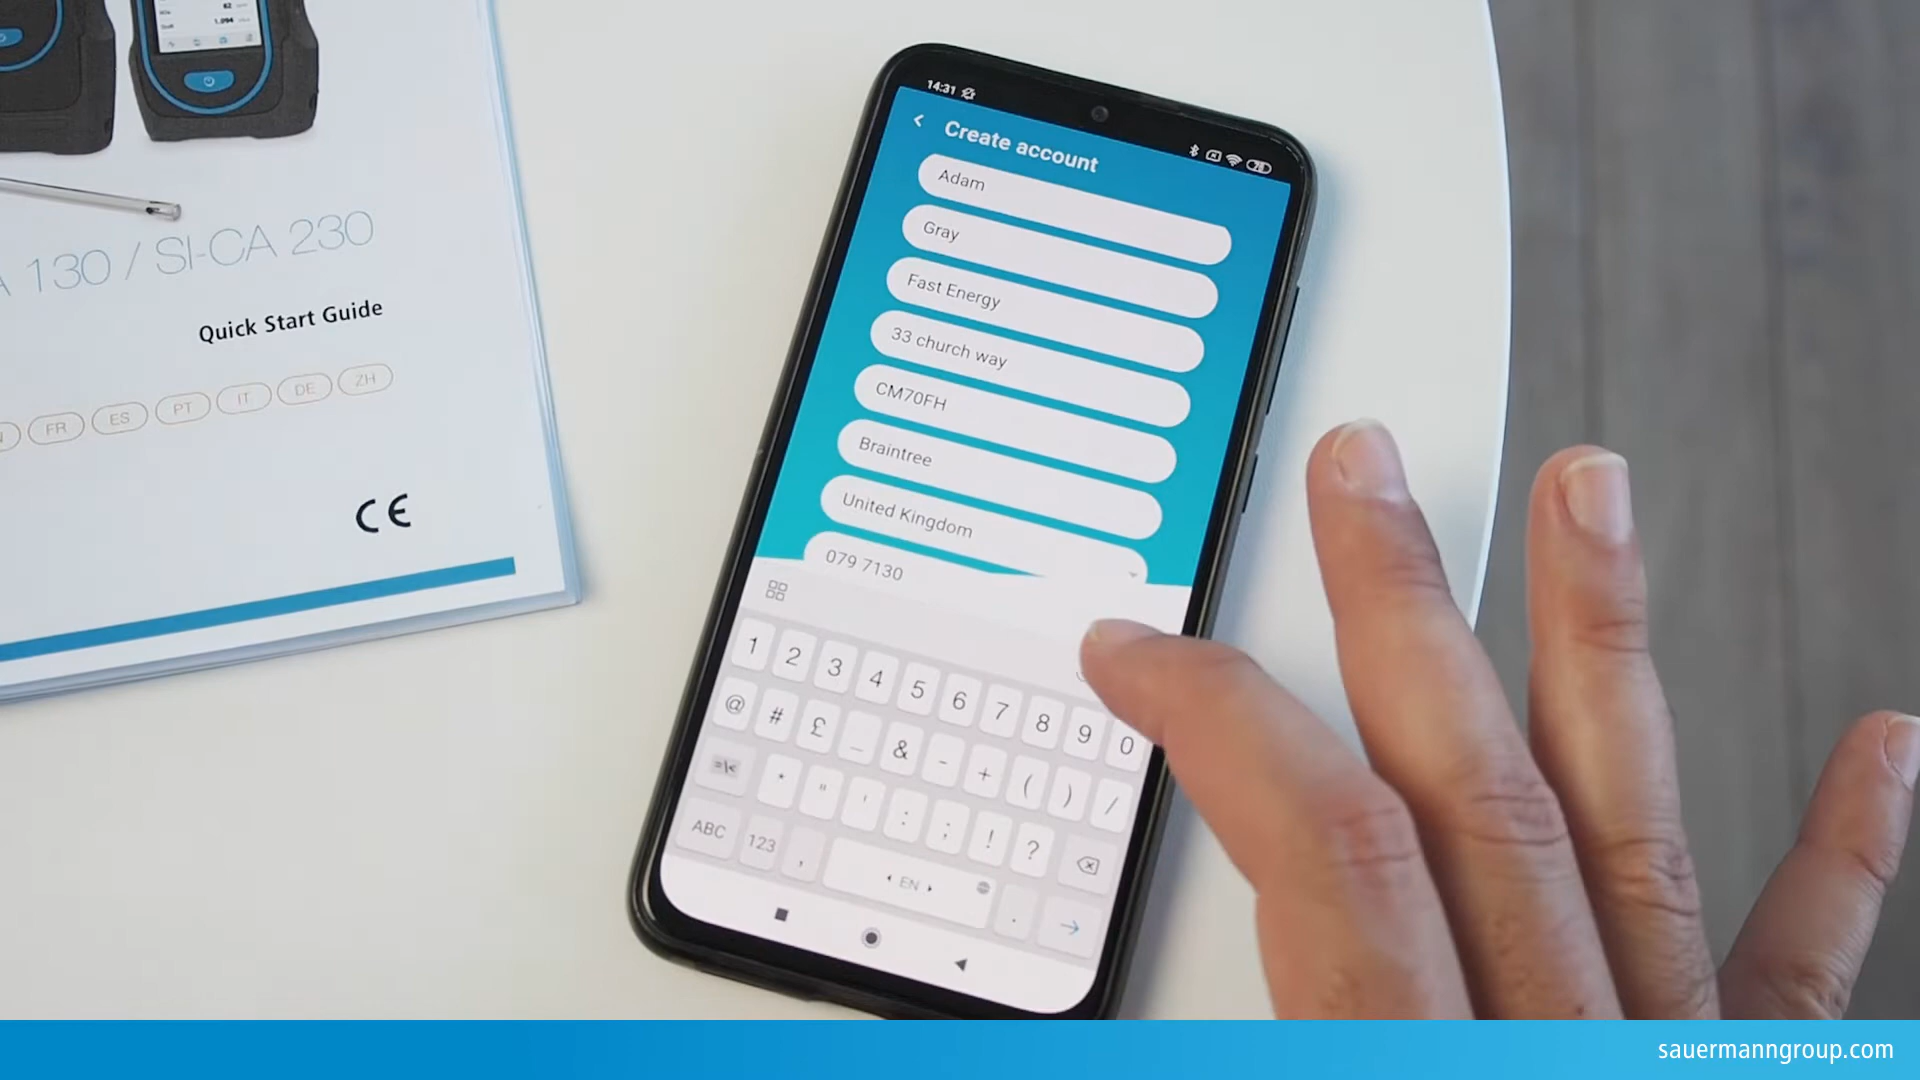 130 / SI-CA 230
Quick Start Guide
FR ES PT IT DE ZH
CE
14:31
78
Create account
Adam
Gray
Fast Energy
33 church way
CM70FH
Braintree
United Kingdom
079 7130
1 2 3 4 5 6 7 8 9 0
@ # £ _ & - + ( ) /
=\< * " ' : ; ! ?
ABC 123 , EN .
sauermanngroup.com